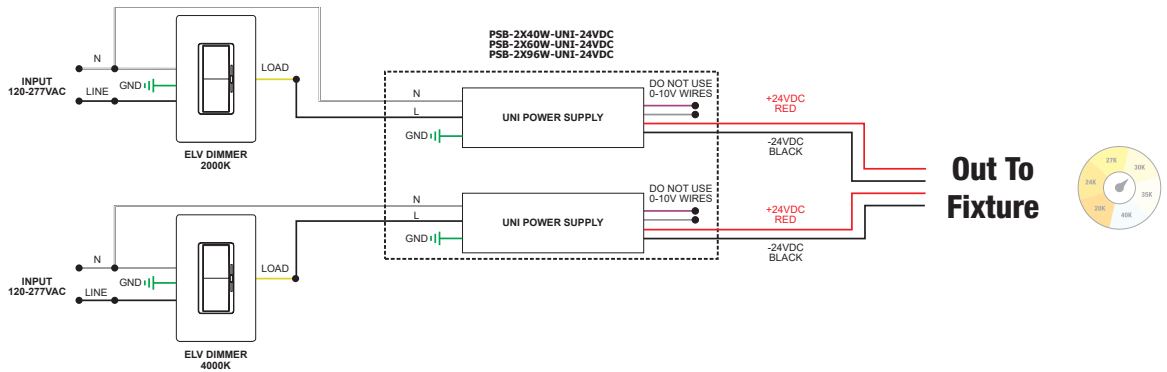 PSB-2X40W-UNI-24VDC
PSB-2X60W-UNI-24VDC
PSB-2X96W-UNI-24VDC
N
INPUT
120-277VAC
LINE
GND
LOAD
ELV DIMMER
2000K
N
L
GND
UNI POWER SUPPLY
DO NOT USE
0-10V WIRES
+24VDC
RED
-24VDC
BLACK
N
INPUT
120-277VAC
LINE
GND
LOAD
ELV DIMMER
4000K
N
L
GND
UNI POWER SUPPLY
DO NOT USE
0-10V WIRES
+24VDC
RED
-24VDC
BLACK
Out To
Fixture
27K
30K
24K
35K
20K
40K